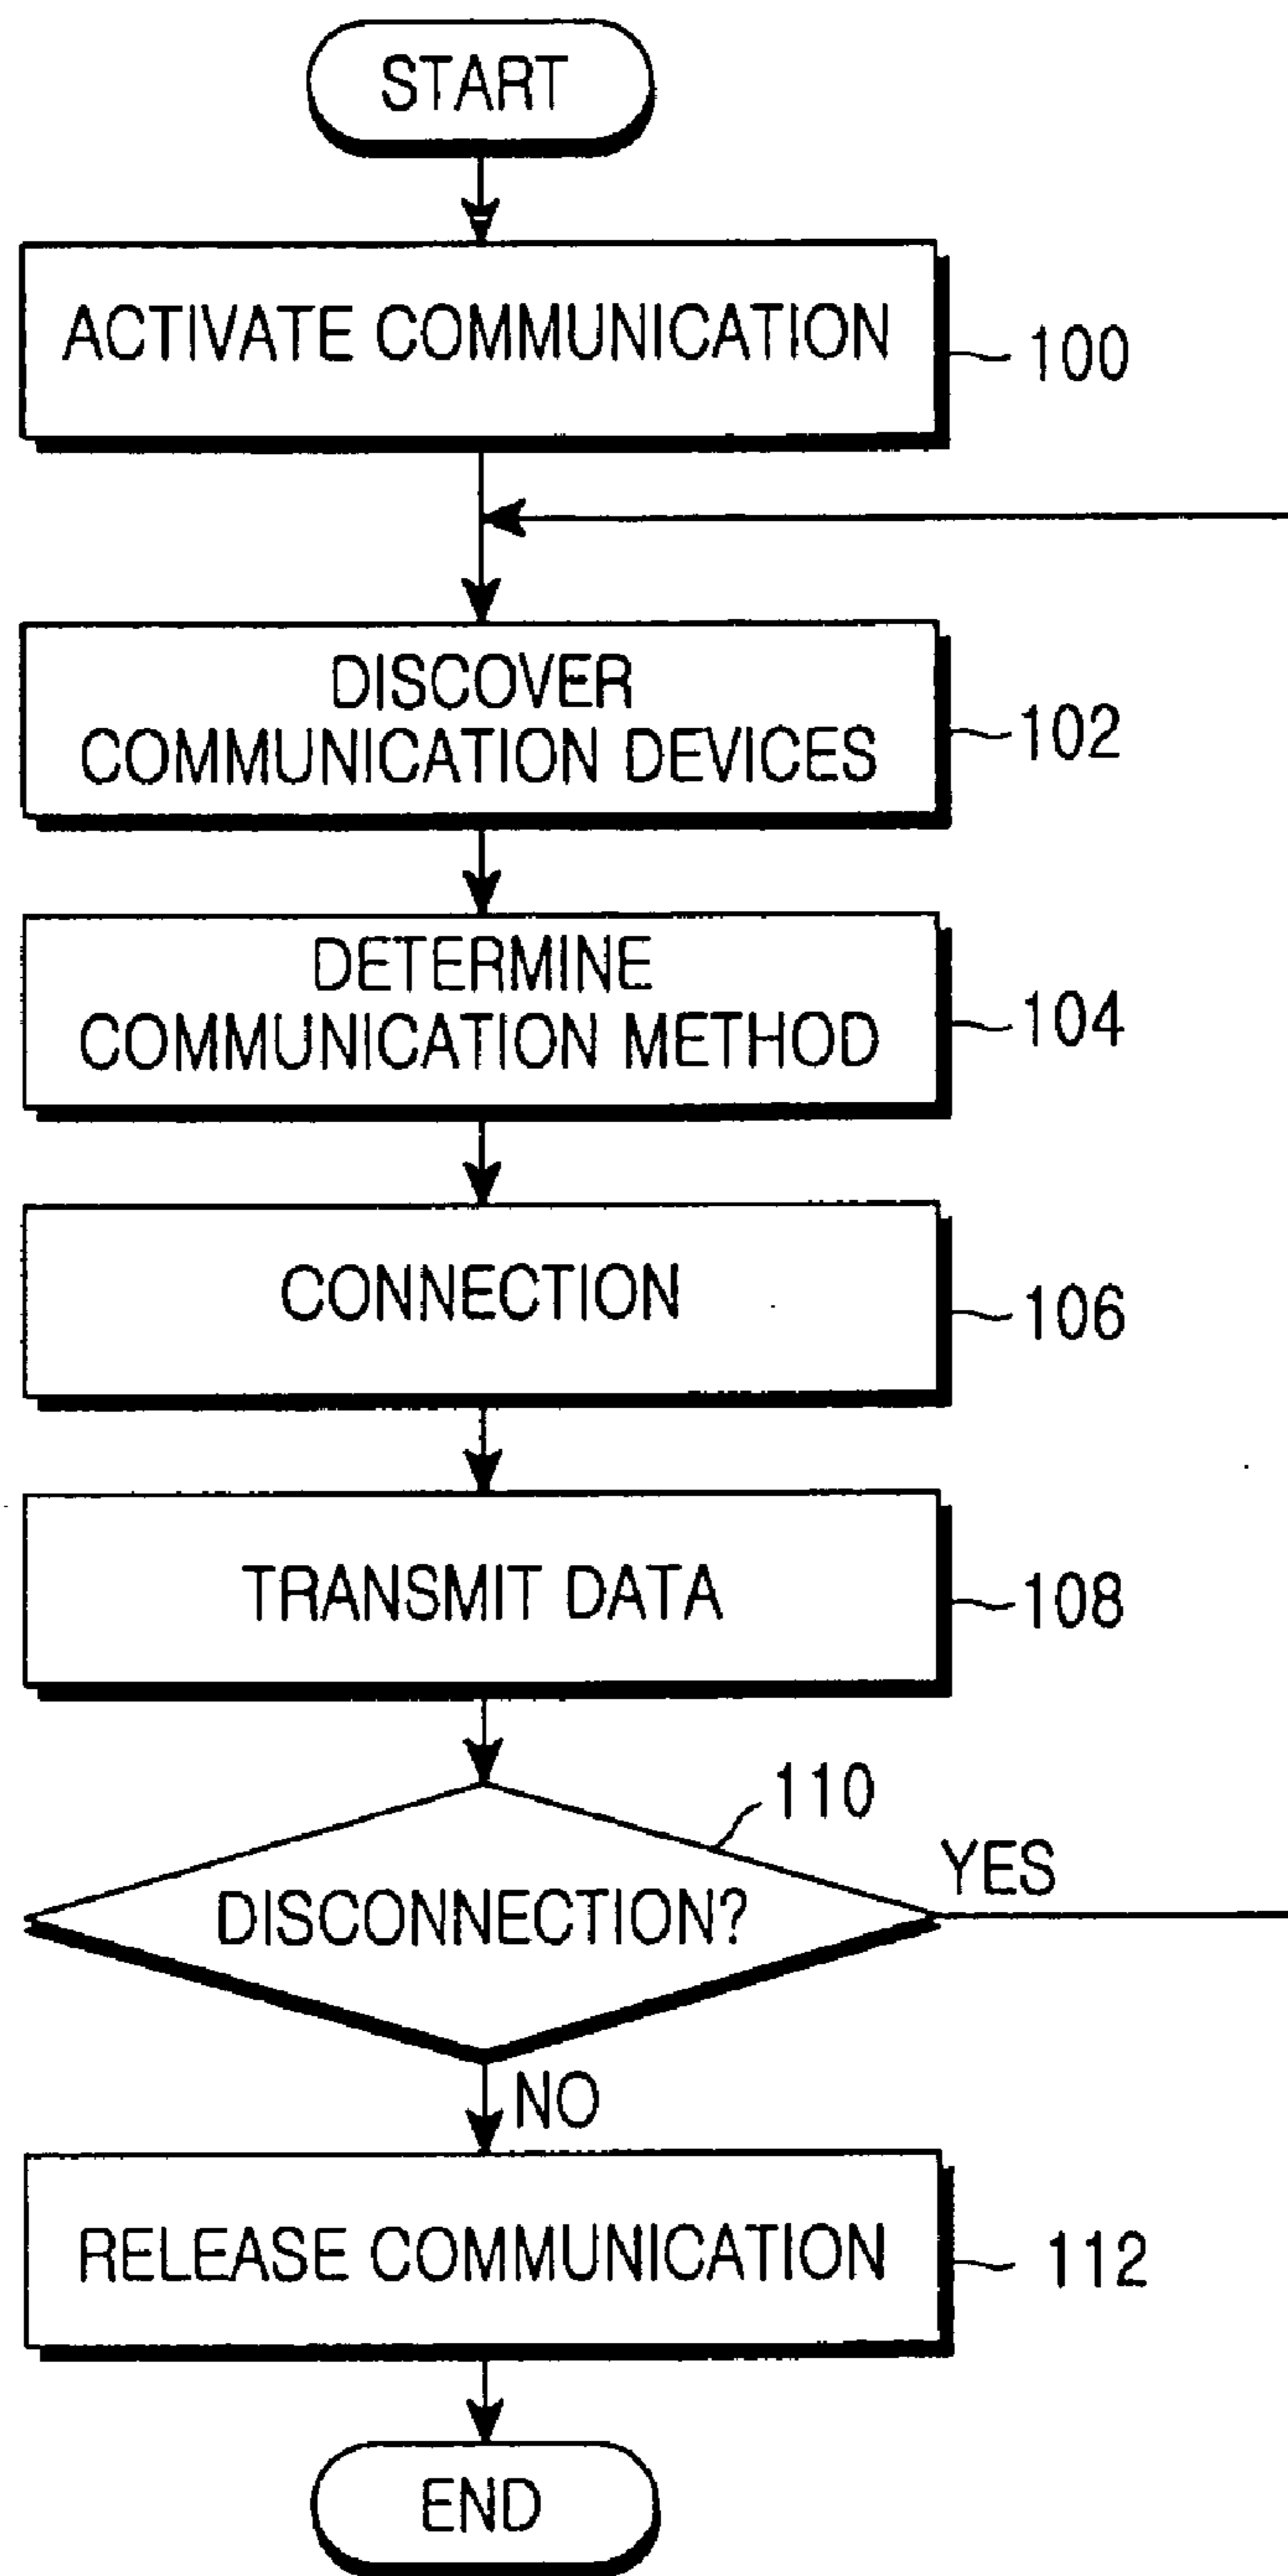 START
ACTIVATE COMMUNICATION
100
DISCOVER
COMMUNICATION DEVICES
102
DETERMINE
COMMUNICATION METHOD
104
CONNECTION
106
TRANSMIT DATA
108
110
DISCONNECTION?
YES
NO
RELEASE COMMUNICATION
112
END